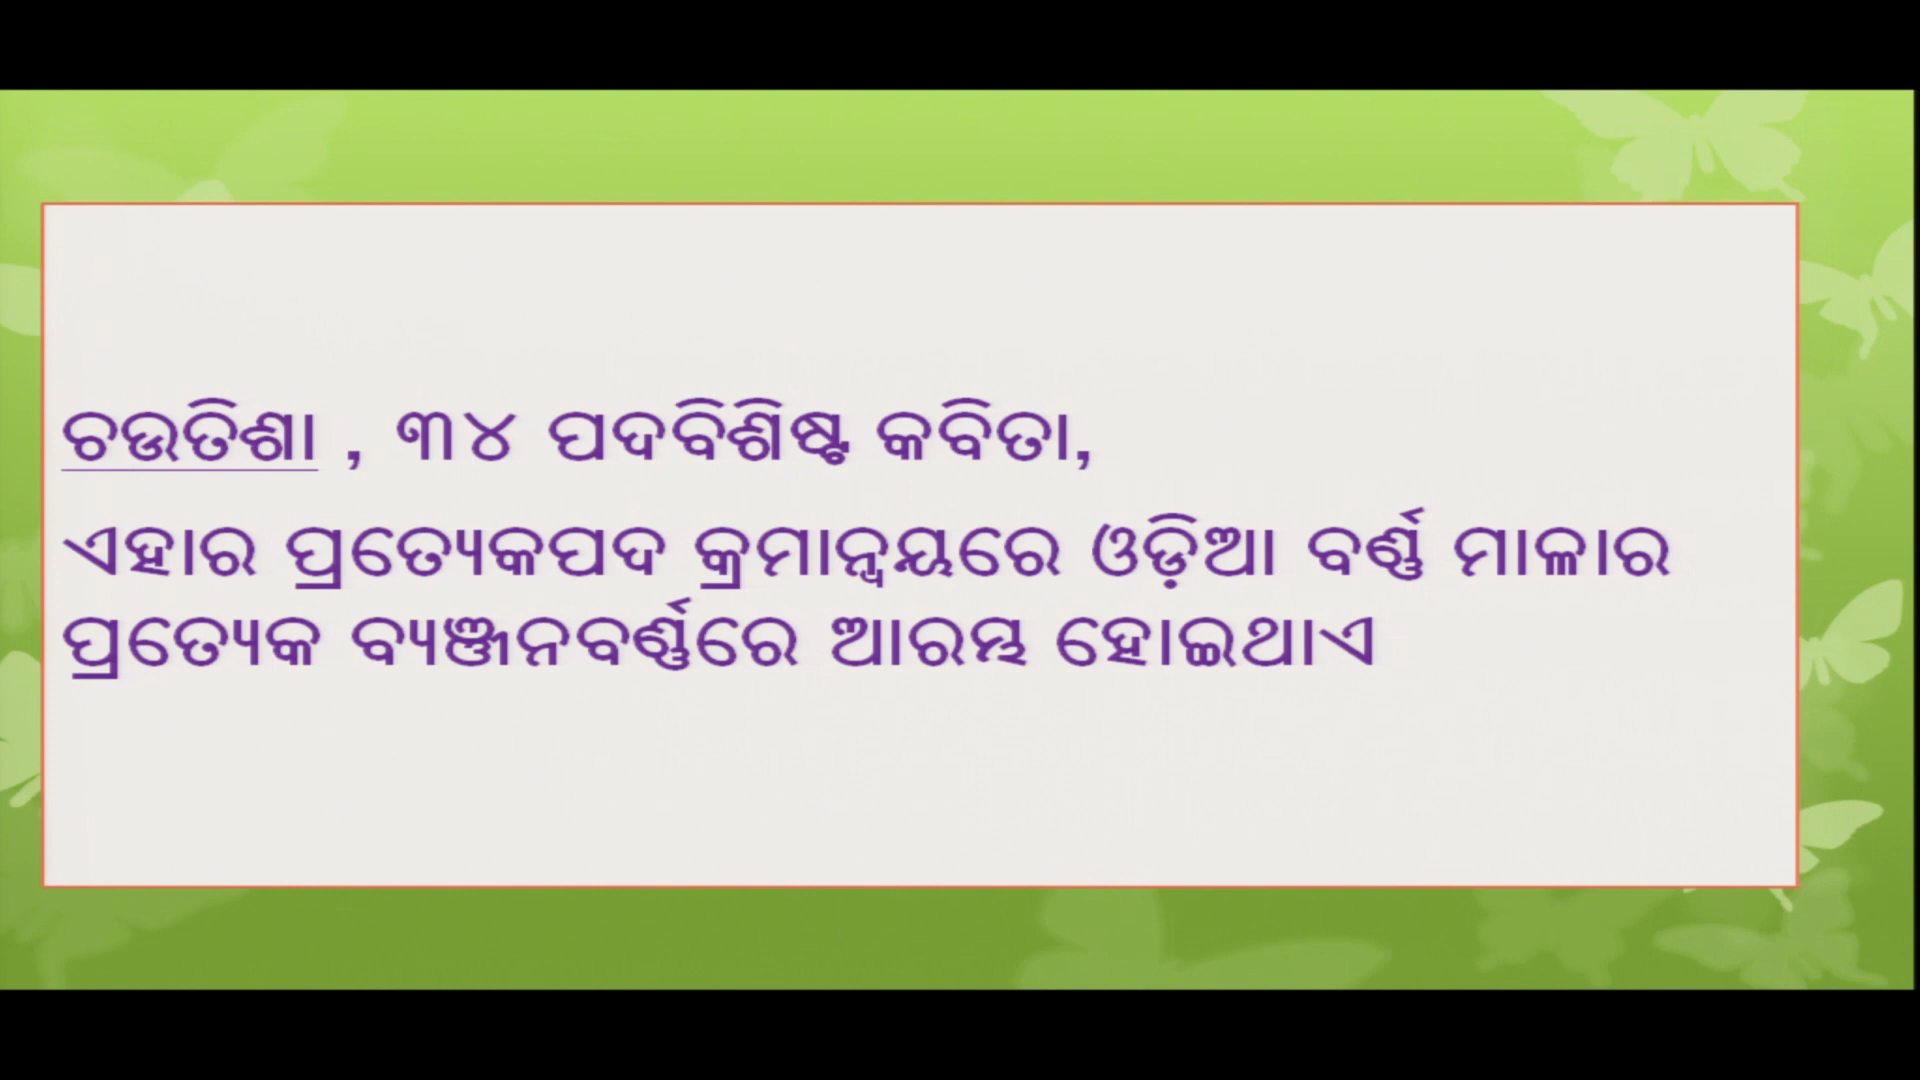 ଚଉତିଶା , ୩୪ ପଦବିଶିଷ୍ଟ କବିତା,
ଏହାର ପ୍ରତ୍ୟେକପଦ କ୍ରମାନ୍ୱୟରେ ଓଡ଼ିଆ ବର୍ଣ୍ଣ ମାଳାର
ପ୍ରତ୍ୟେକ ବ୍ୟଞ୍ଜନବର୍ଣ୍ଣରେ ଆରମ୍ଭ ହୋଇଥାଏ